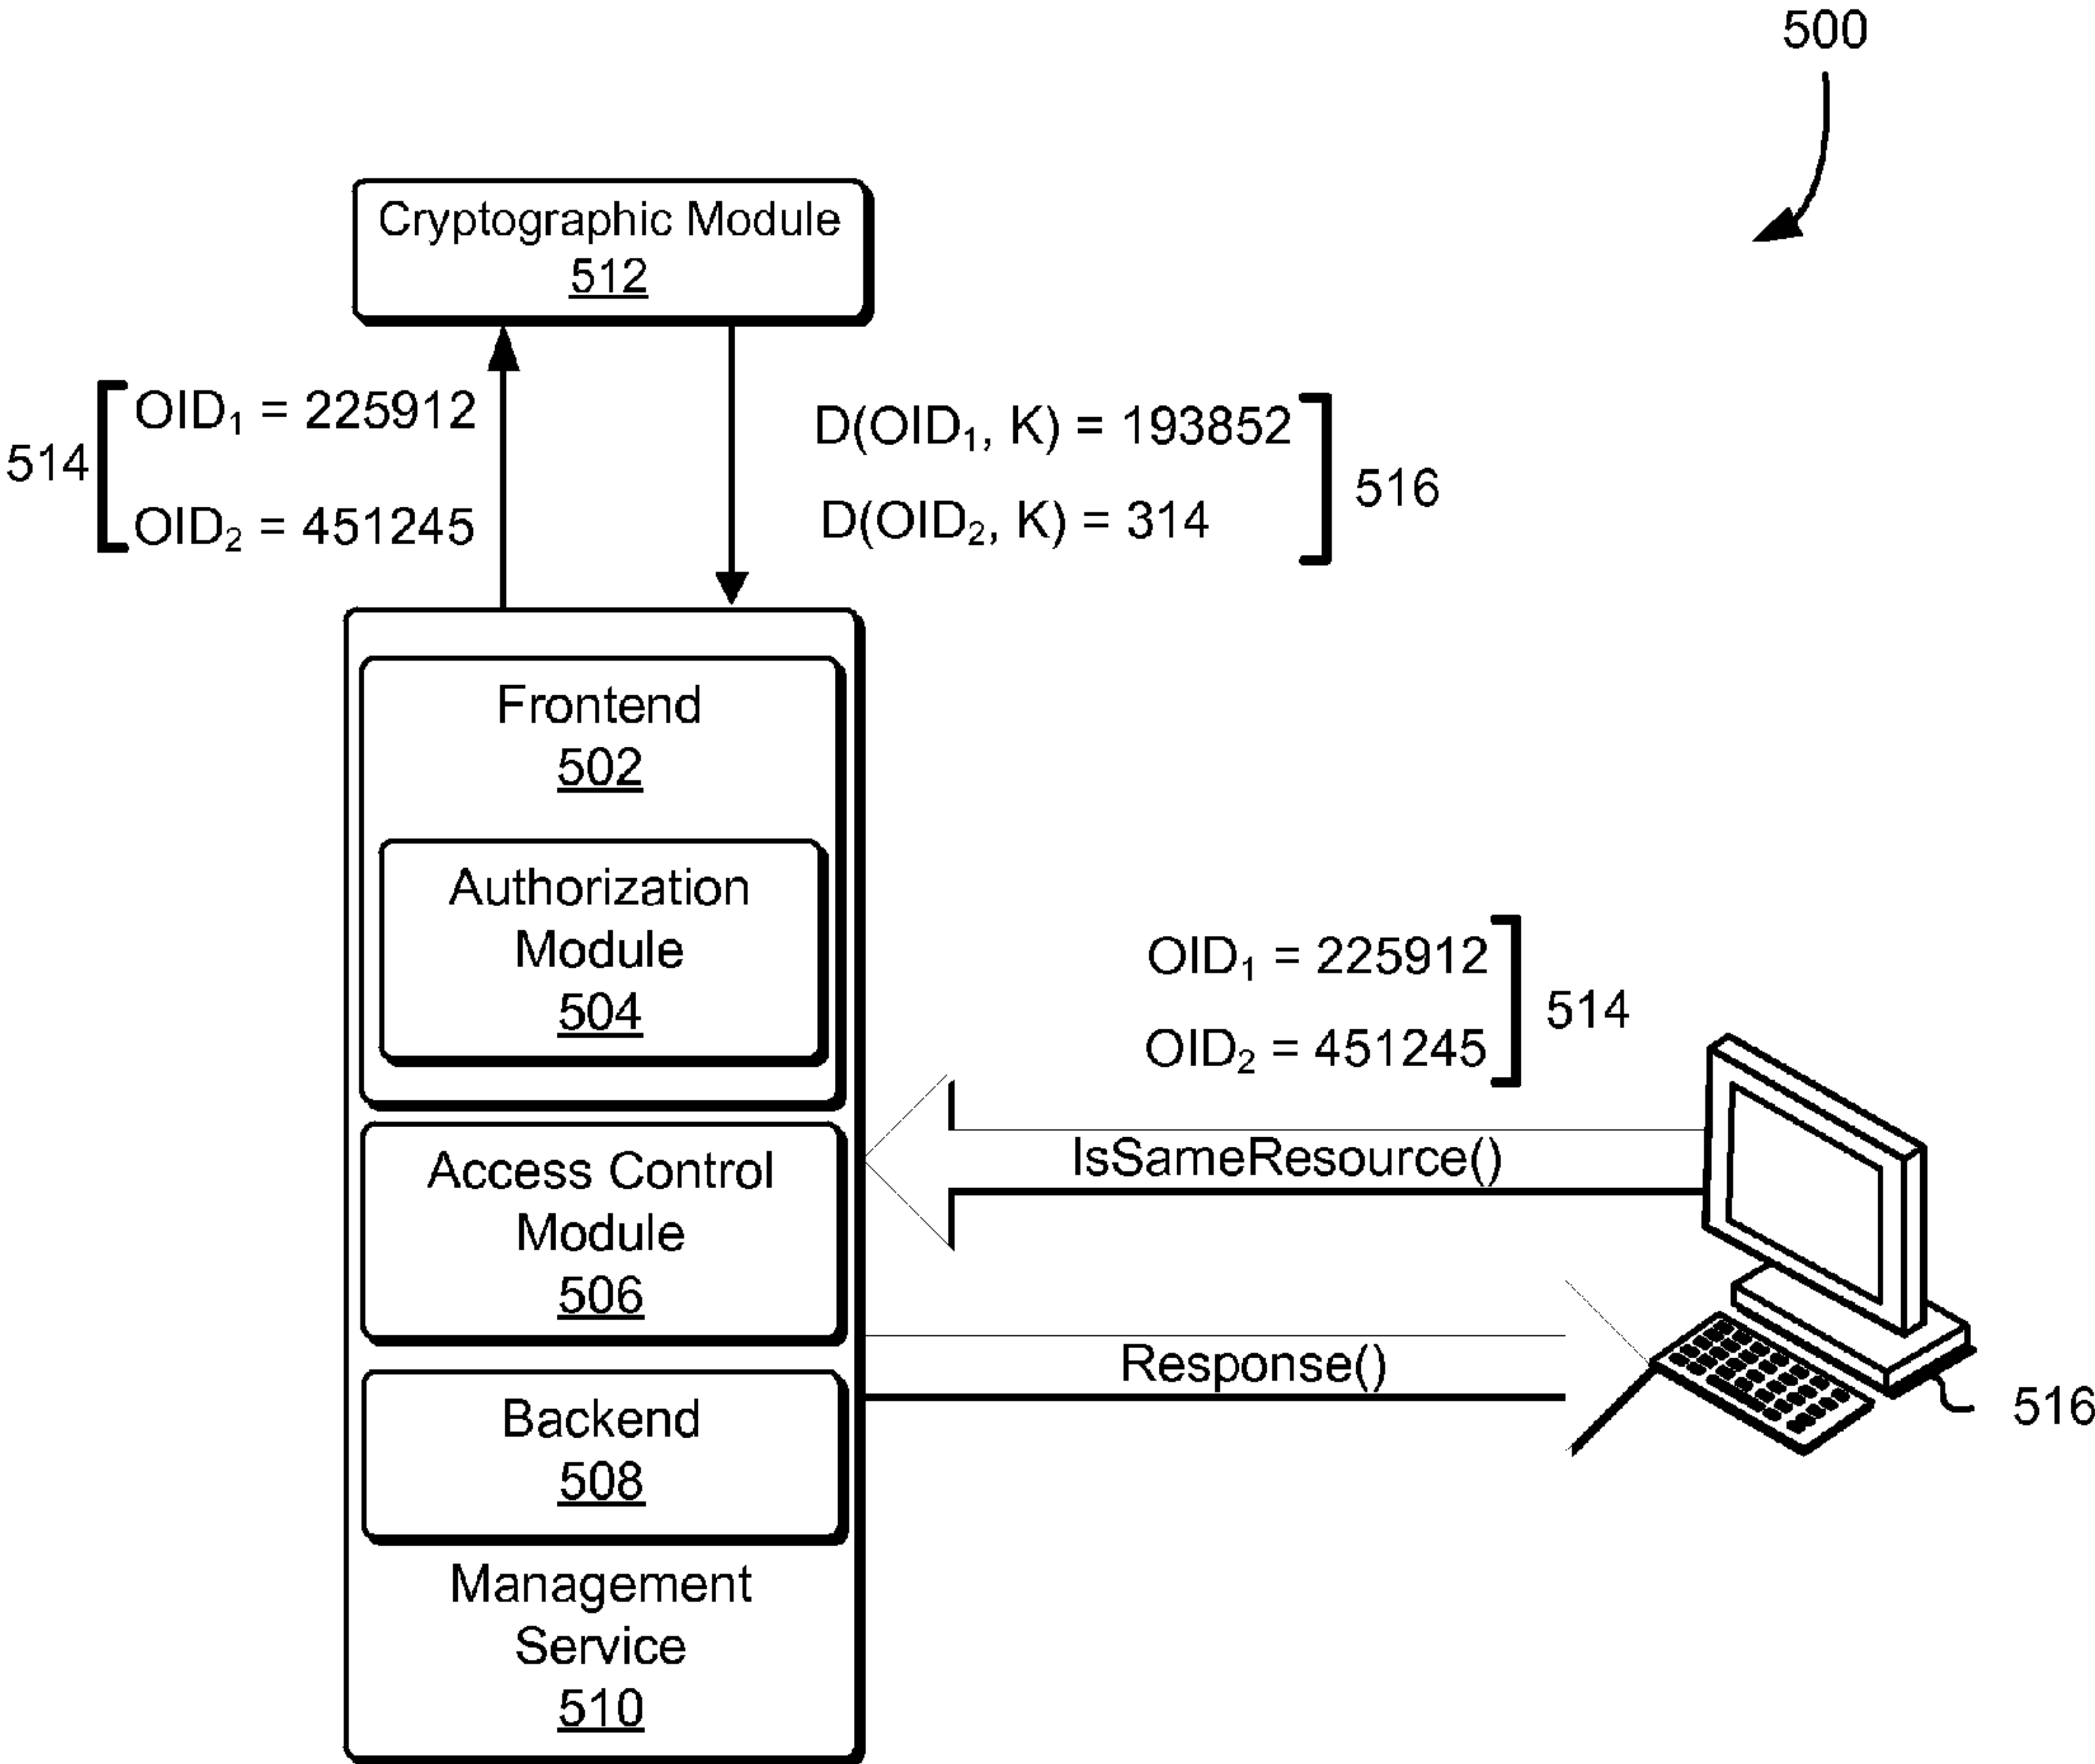 500
Cryptographic Module
512
514
OID₁ = 225912
OID₂ = 451245
D(OID₁, K) = 193852
D(OID₂, K) = 314
516
Frontend
502
Authorization
Module
504
OID₁ = 225912
OID₂ = 451245
514
IsSameResource()
Access Control
Module
506
Response()
516
Backend
508
Management
Service
510